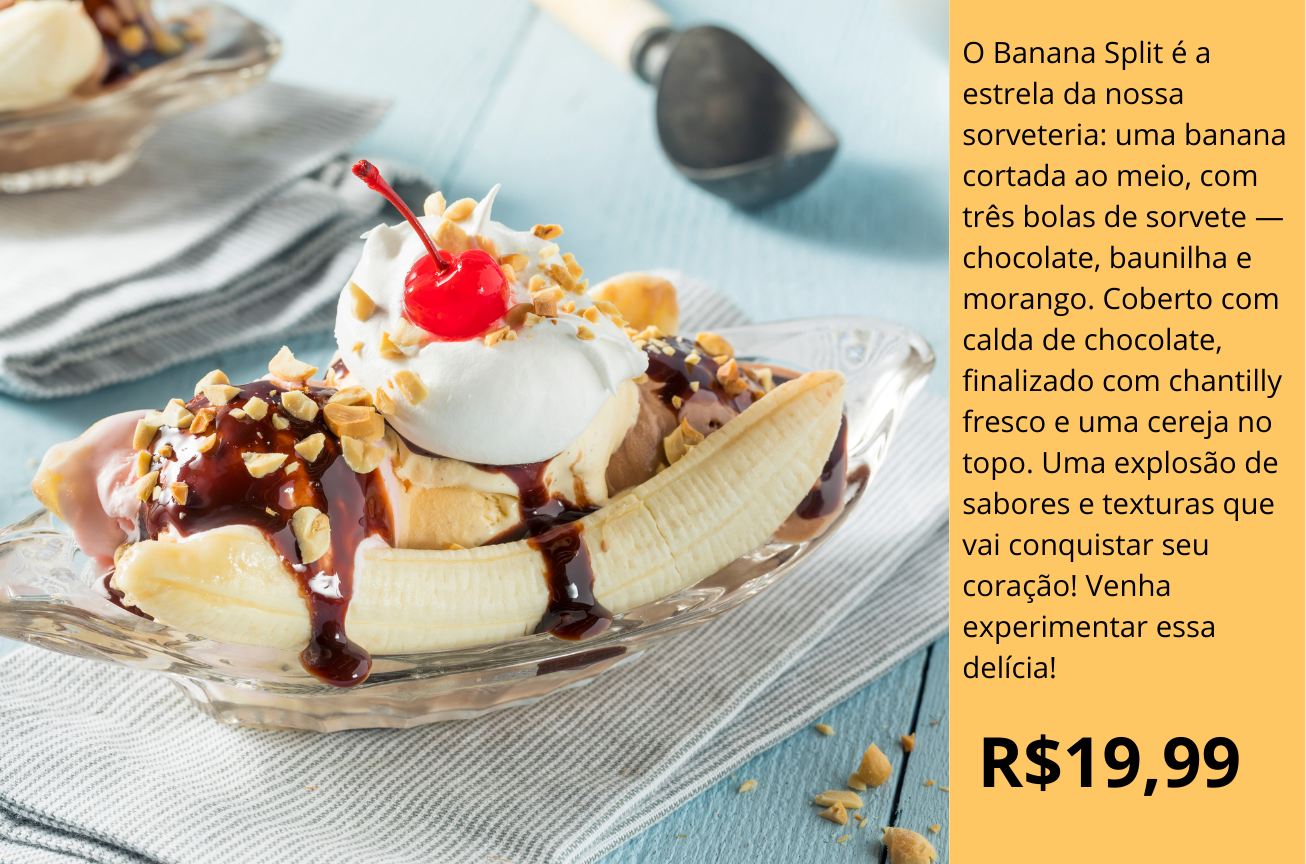 O Banana Split é a
estrela da nossa
sorveteria: uma banana
cortada ao meio, com
três bolas de sorvete —
chocolate, baunilha e
morango. Coberto com
calda de chocolate,
finalizado com chantilly
fresco e uma cereja no
topo. Uma explosão de
sabores e texturas que
vai conquistar seu
coração! Venha
experimentar essa
delícia!
R$19,99